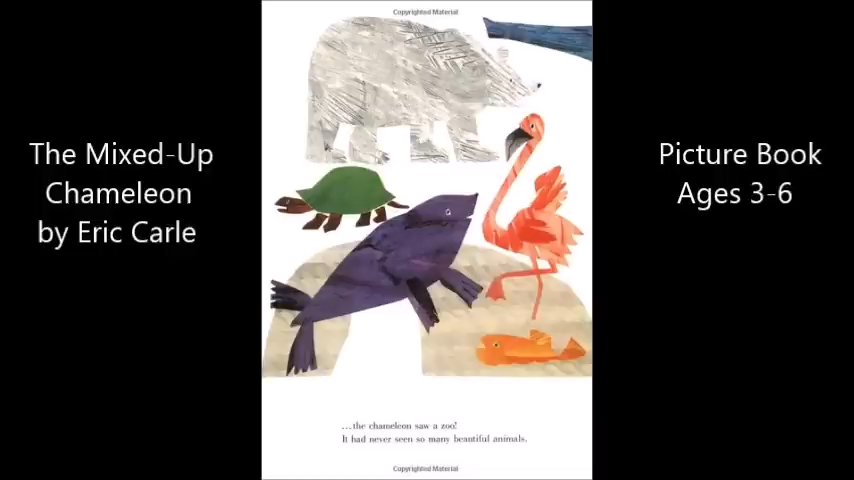 Copyrighted Material
The Mixed-Up
Chameleon
by Eric Carle
Picture Book
Ages 3-6
...the chameleon saw a zoo!
It had never seen so many beautiful animals.
Copyrighted Material